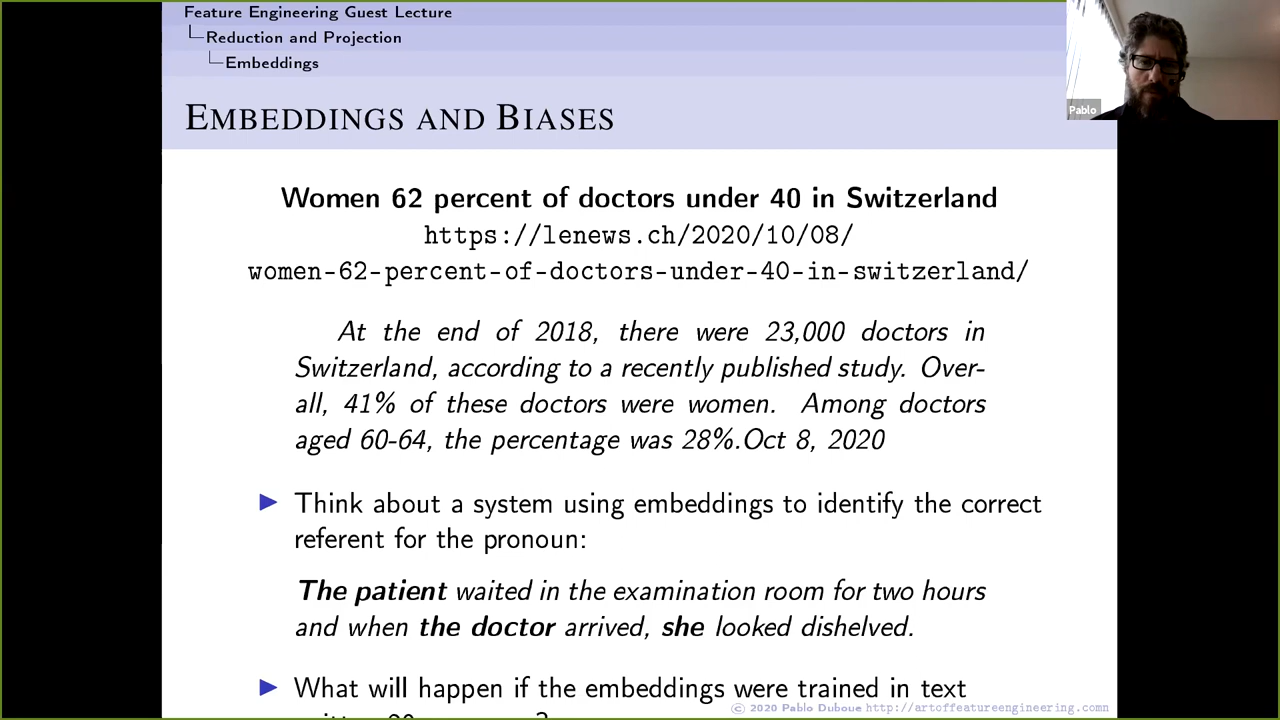 Feature Engineering Guest Lecture
Reduction and Projection
Embeddings
EMBEDDINGS AND BIASES
Pablo
Women 62 percent of doctors under 40 in Switzerland
https://lenews.ch/2020/10/08/
women-62-percent-of-doctors-under-40-in-switzerland/
At the end of 2018, there were 23,000 doctors in
Switzerland, according to a recently published study. Over-
all, 41% of these doctors were women. Among doctors
aged 60-64, the percentage was 28%.Oct 8, 2020
▶ Think about a system using embeddings to identify the correct
referent for the pronoun:
The patient waited in the examination room for two hours
and when the doctor arrived, she looked dishelved.
▶ What will happen if the embeddings were trained in text
© 2020 Pablo Duboue http://artoffeatureengineering.comn